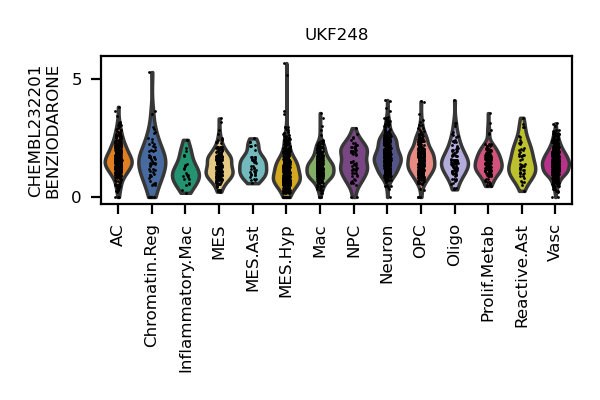 UKF248
CHEMBL232201
BENZIODARONE
5
0
AC
Chromatin.Reg
Inflammatory.Mac
MES
MES.Ast
MES.Hyp
Mac
NPC
Neuron
OPC
Oligo
Prolif.Metab
Reactive.Ast
Vasc